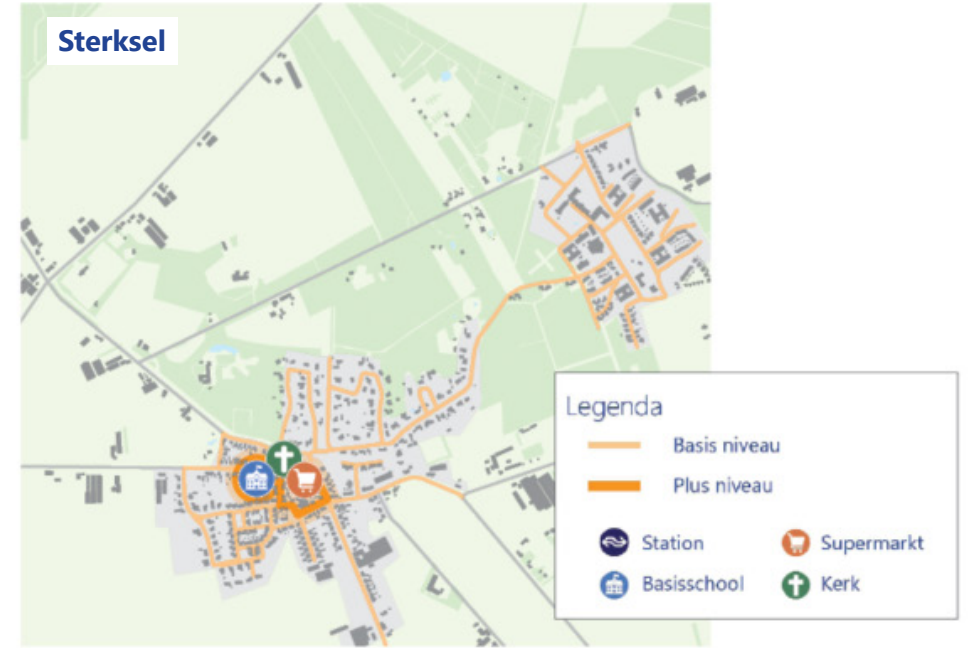 Sterksel
Legenda
Basis niveau
Plus niveau
Station
Supermarkt
Basisschool
Kerk